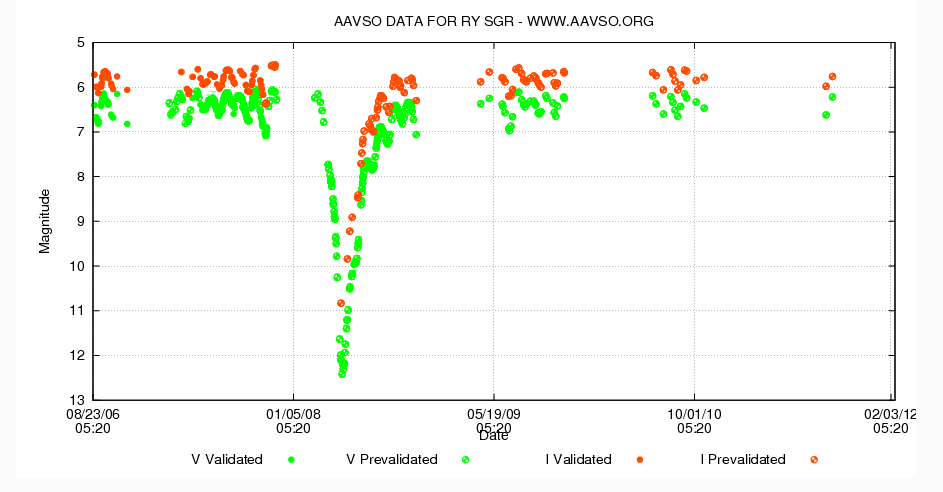 AAVSO DATA FOR RY SGR - WWW.AAVSO.ORG
5
6
7
8
9
10
11
12
13
Magnitude
08/23/06 01/05/08 05/19/09 10/01/10 02/03/12
05:20 05:20 05:20 05:20 05:20
Date
V Validated V Prevalidated I Validated I Prevalidated